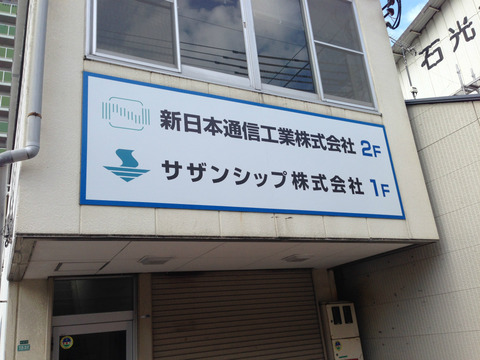 新日本通信工業株式会社 2F
サザンシップ株式会社 1F
石光